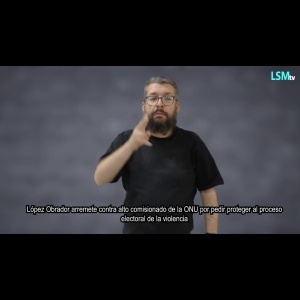 LSMtv
López Obrador arremete contra alto comisionado de la ONU por pedir proteger al proceso
electoral de la violencia